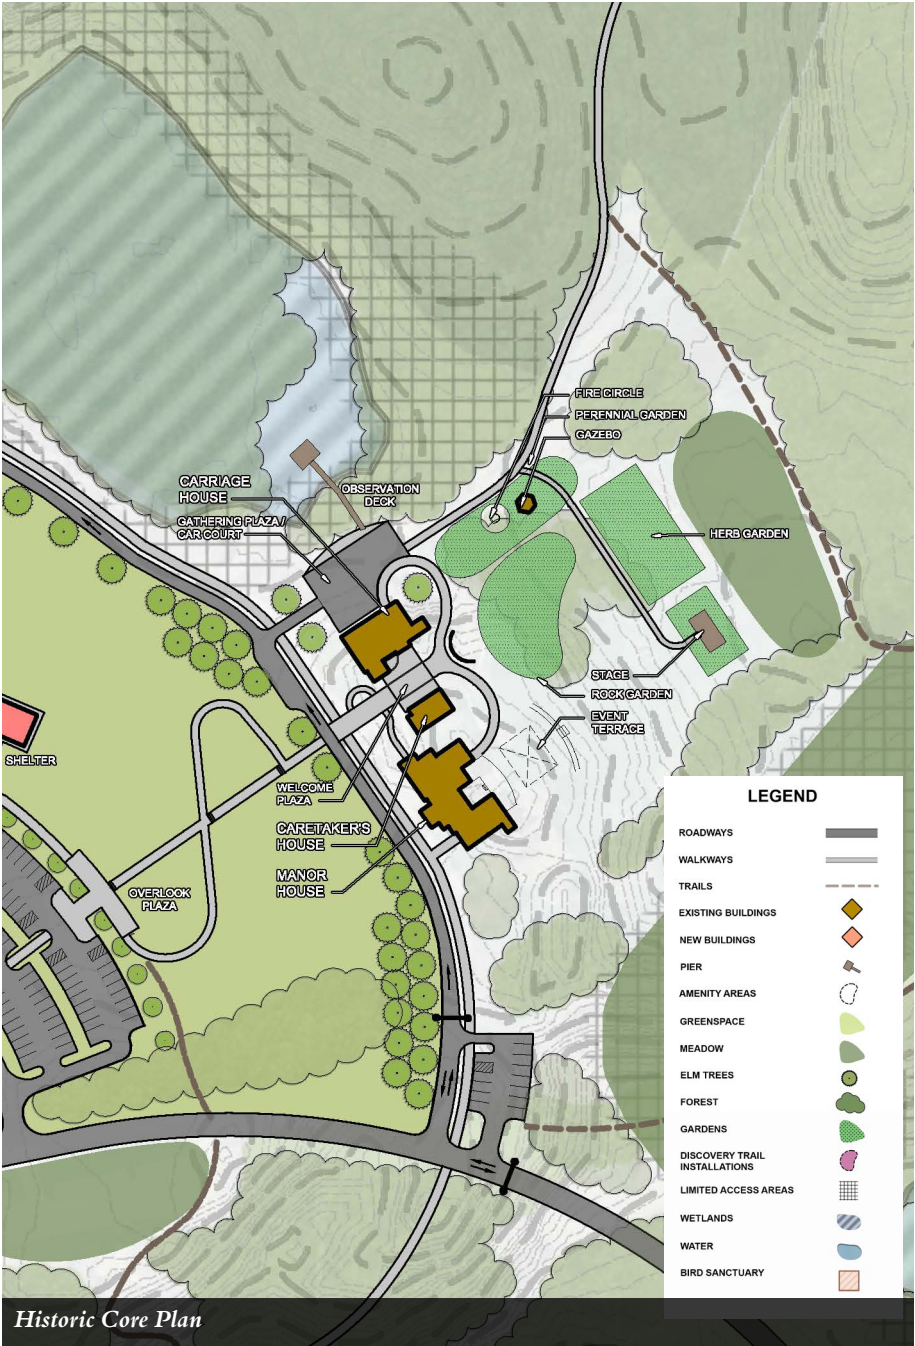 FIRE CIRCLE
PERENNIAL GARDEN
GAZEBO
CARRIAGE
HOUSE
OBSERVATION
DECK
GATHERING PLAZA /
CAR COURT
HERB GARDEN
STAGE
ROCK GARDEN
EVENT
TERRACE
SHELTER
WELCOME
PLAZA
CARETAKER'S
HOUSE
MANOR
HOUSE
OVERLOOK
PLAZA
LEGEND
ROADWAYS
WALKWAYS
TRAILS
EXISTING BUILDINGS
NEW BUILDINGS
PIER
AMENITY AREAS
GREENSPACE
MEADOW
ELM TREES
FOREST
GARDENS
DISCOVERY TRAIL
INSTALLATIONS
LIMITED ACCESS AREAS
WETLANDS
WATER
BIRD SANCTUARY
Historic Core Plan